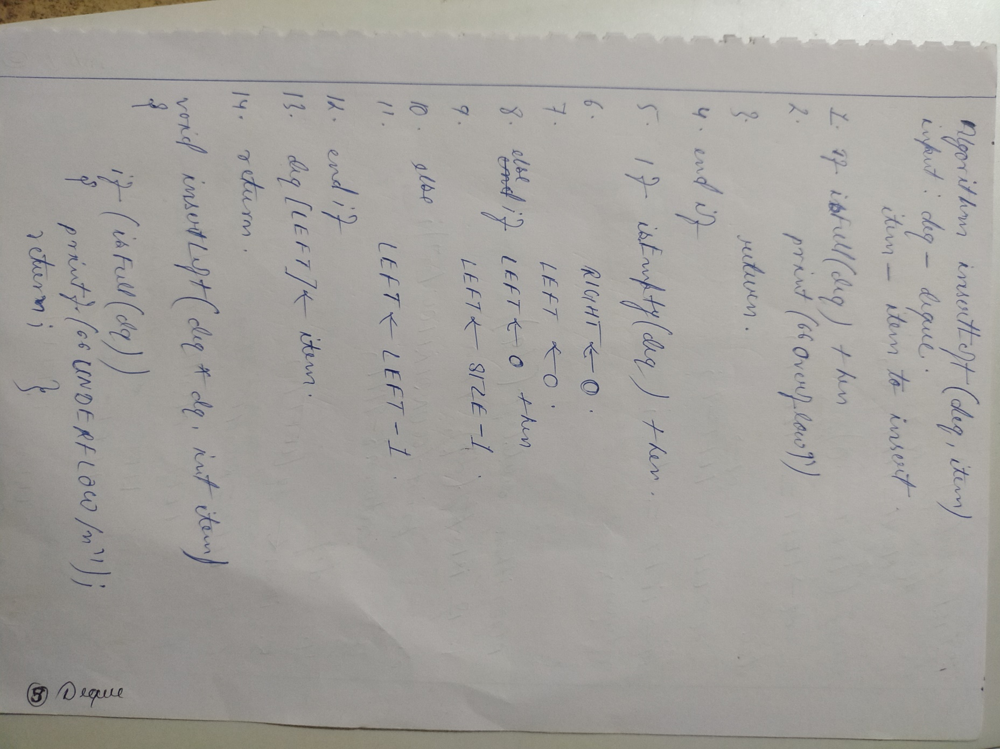 Algorithm insertLeft (deq, item)
input : deq - deque.
item - item to insert.
1. If isFull(deq) then
2. print ("Overflow")
3. return.
4. end if
5. If isEmpty(deq) then.
6. RIGHT ← 0.
7. LEFT ← 0.
8. else if LEFT ← 0 then
9. LEFT ← SIZE - 1.
10. else
11. LEFT ← LEFT - 1.
12. end if
13. deq [LEFT] ← item.
14. return.
void insertLeft ( deq * dq, int item)
{
if (isFull (dq))
{
printf ("UNDERFLOW /n");
return; }
5 Deque